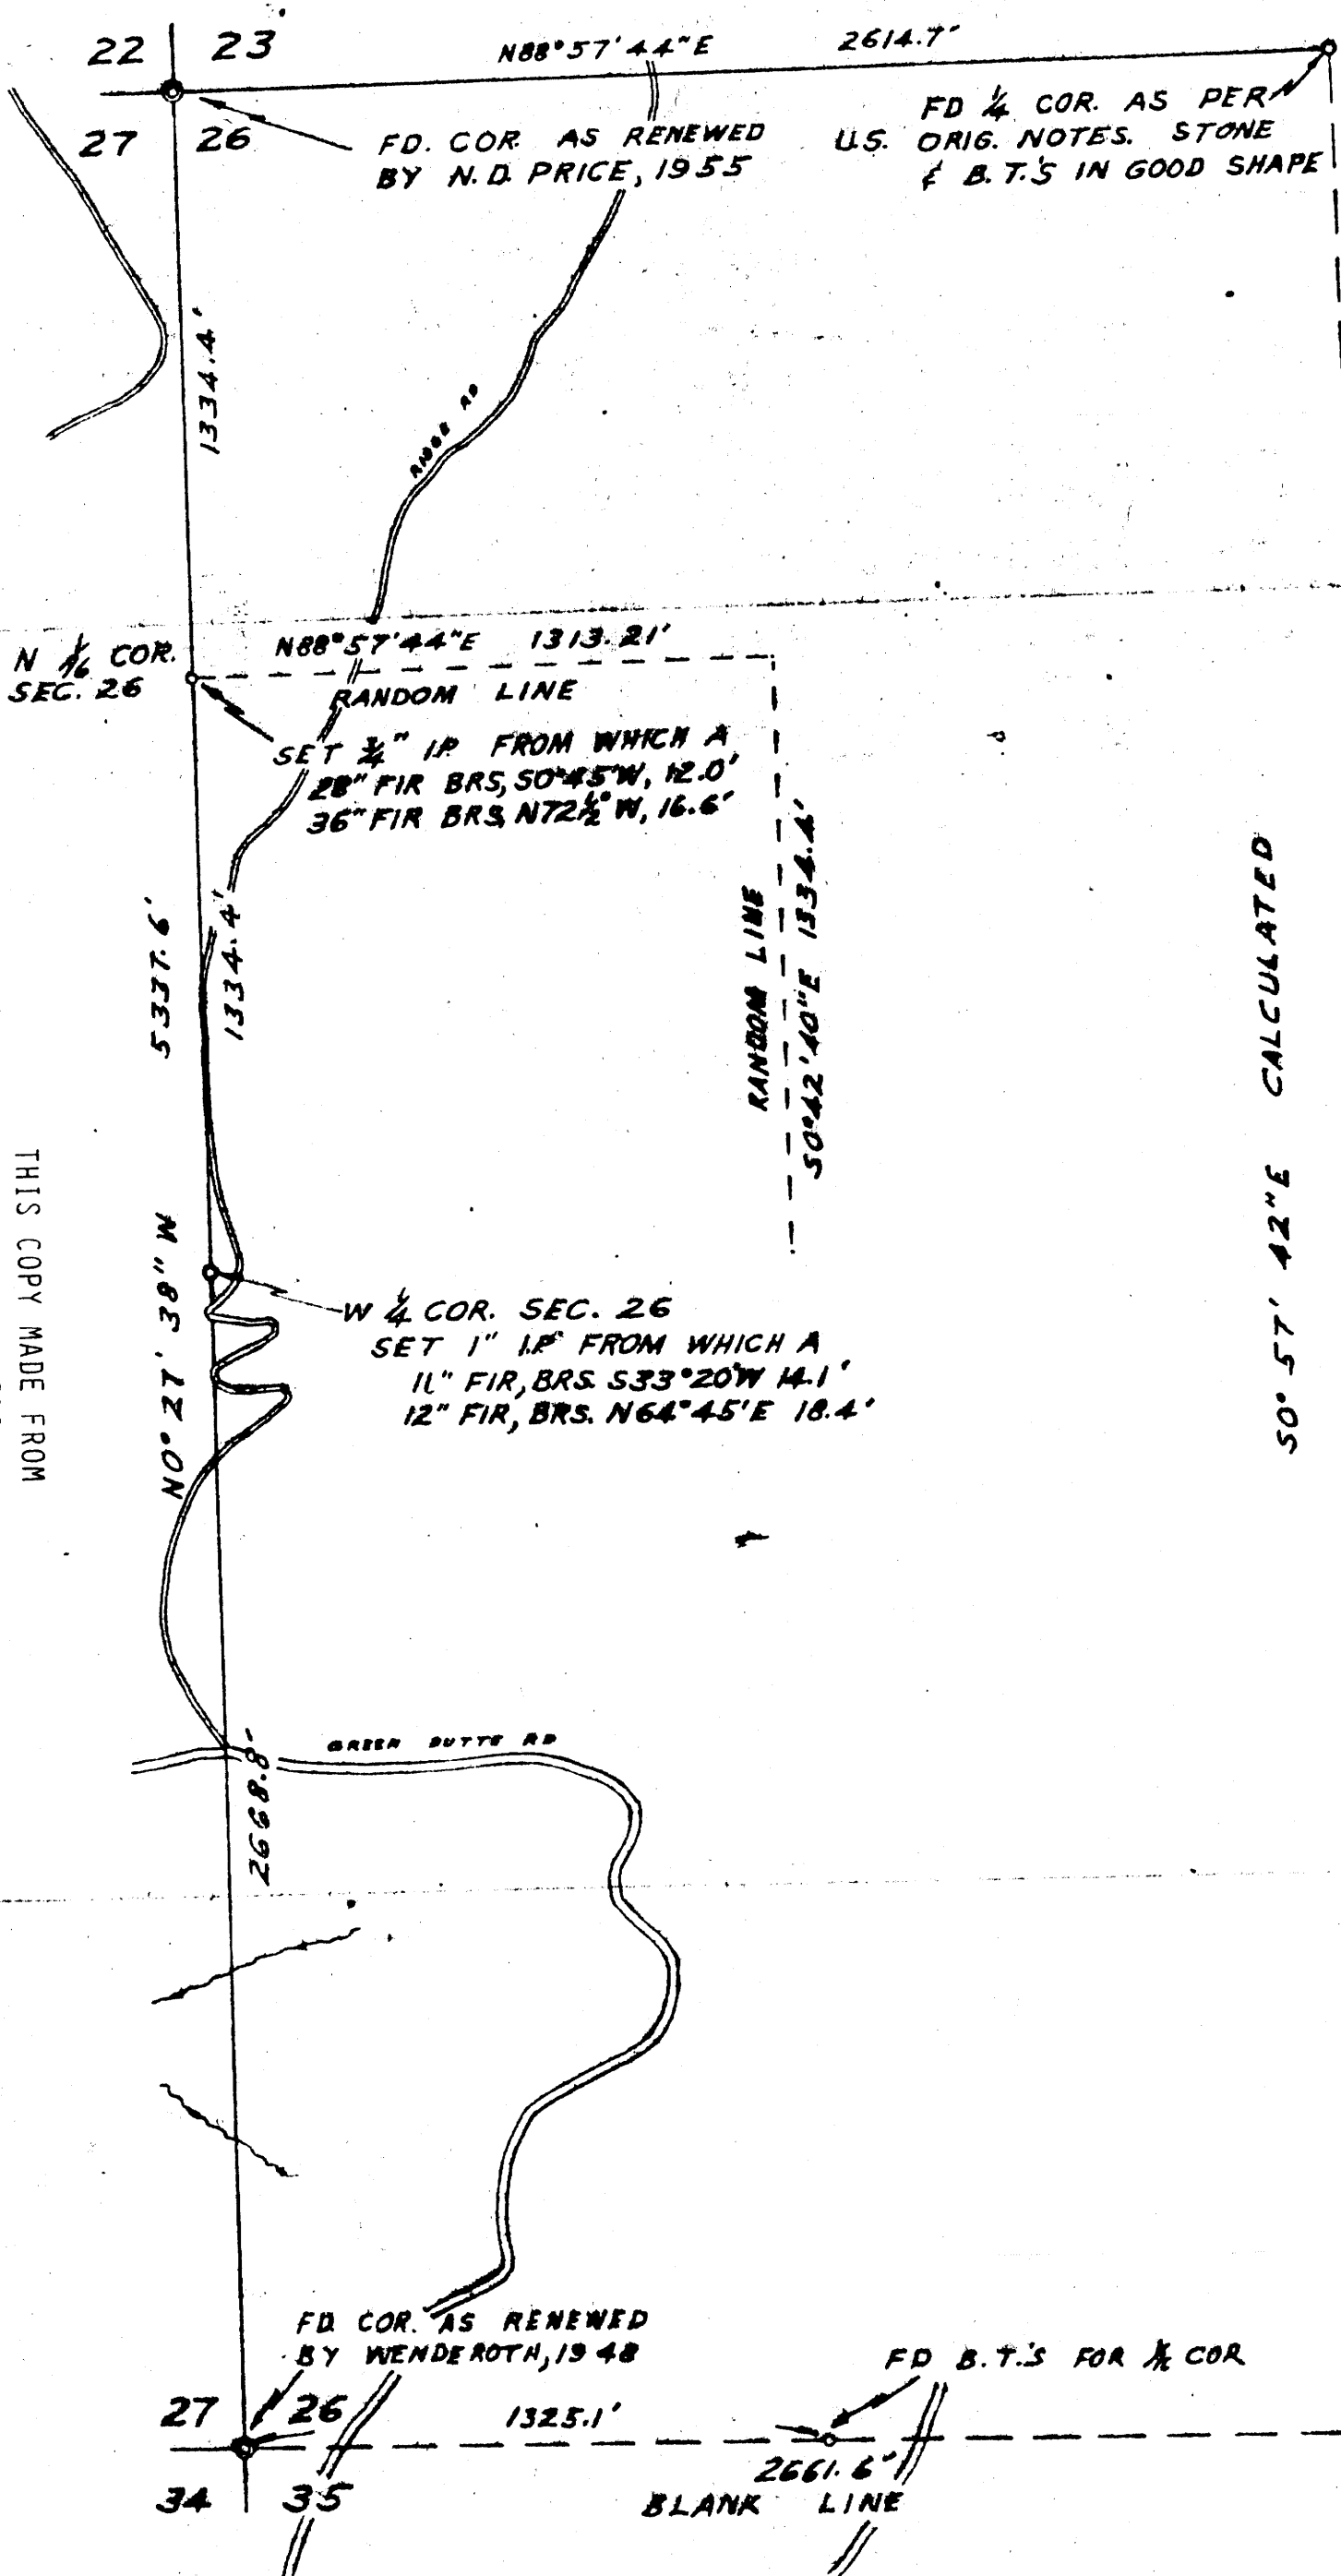 22 23
N88°57'44"E 2614.7'
27 26
FD. COR. AS RENEWED
BY N.D. PRICE, 1955
FD ¼ COR. AS PER
U.S. ORIG. NOTES. STONE
& B.T.'S IN GOOD SHAPE
1334.4'
RIDGE RD
N 1/16 COR.
SEC. 26
N88°57'44"E 1313.21'
RANDOM LINE
SET ¾" I.P. FROM WHICH A
28" FIR BRS, S0°45'W, 12.0'
36" FIR BRS, N72½°W, 16.6'
5337.6'
1334.4'
RANDOM LINE
S0°42'40"E 1334.4'
S0°57'42"E CALCULATED
THIS COPY MADE FROM
N0°27'38"W
W ¼ COR. SEC. 26
SET 1" I.P. FROM WHICH A
11" FIR, BRS. S33°20'W 14.1'
12" FIR, BRS. N64°45'E 18.4'
GREEN BUTTE RD
2668.8'
FD. COR. AS RENEWED
BY WENDEROTH, 1948
FD B.T.'S FOR 1/16 COR
27 26
1325.1'
2661.6'
34 35
BLANK LINE